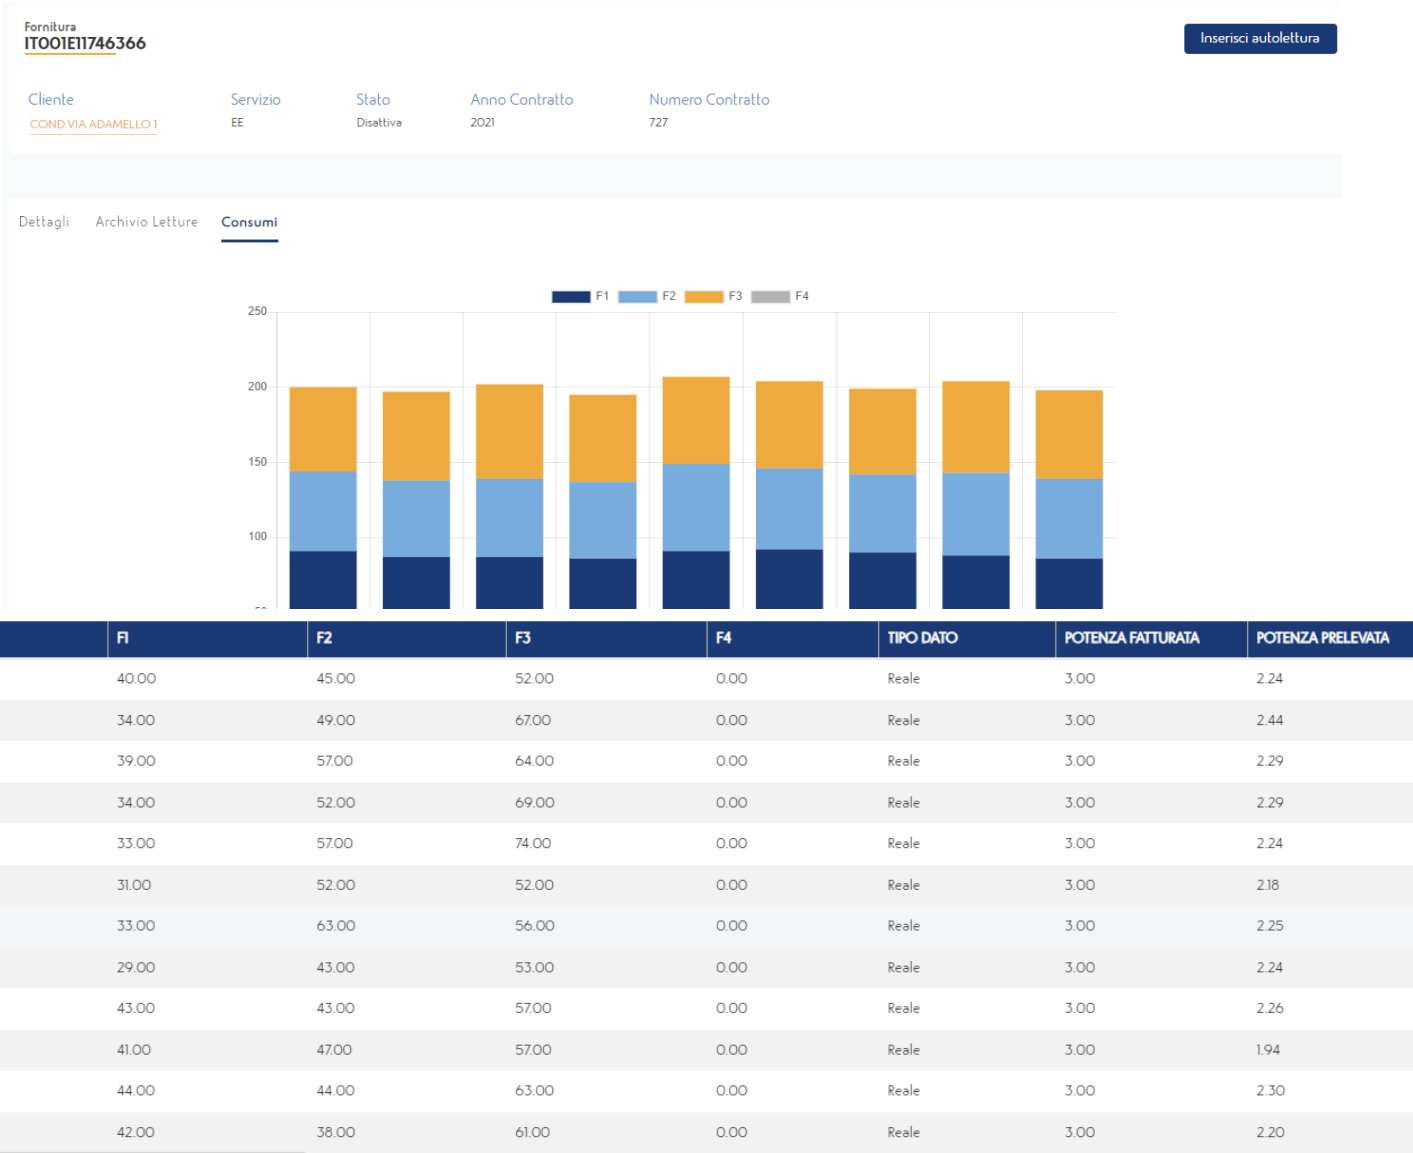 Fornitura
IT001E11746366
Inserisci autolettura
Cliente Servizio Stato Anno Contratto Numero Contratto
COND.VIA ADAMELLO 1 EE Disattiva 2021 727
Dettagli Archivio Letture Consumi
F1 F2 F3 F4
250
200
150
100
F1 F2 F3 F4 TIPO DATO POTENZA FATTURATA POTENZA PRELEVATA
40.00 45.00 52.00 0.00 Reale 3.00 2.24
34.00 49.00 67.00 0.00 Reale 3.00 2.44
39.00 57.00 64.00 0.00 Reale 3.00 2.29
34.00 52.00 69.00 0.00 Reale 3.00 2.29
33.00 57.00 74.00 0.00 Reale 3.00 2.24
31.00 52.00 52.00 0.00 Reale 3.00 2.18
33.00 63.00 56.00 0.00 Reale 3.00 2.25
29.00 43.00 53.00 0.00 Reale 3.00 2.24
43.00 43.00 57.00 0.00 Reale 3.00 2.26
41.00 47.00 57.00 0.00 Reale 3.00 1.94
44.00 44.00 63.00 0.00 Reale 3.00 2.30
42.00 38.00 61.00 0.00 Reale 3.00 2.20